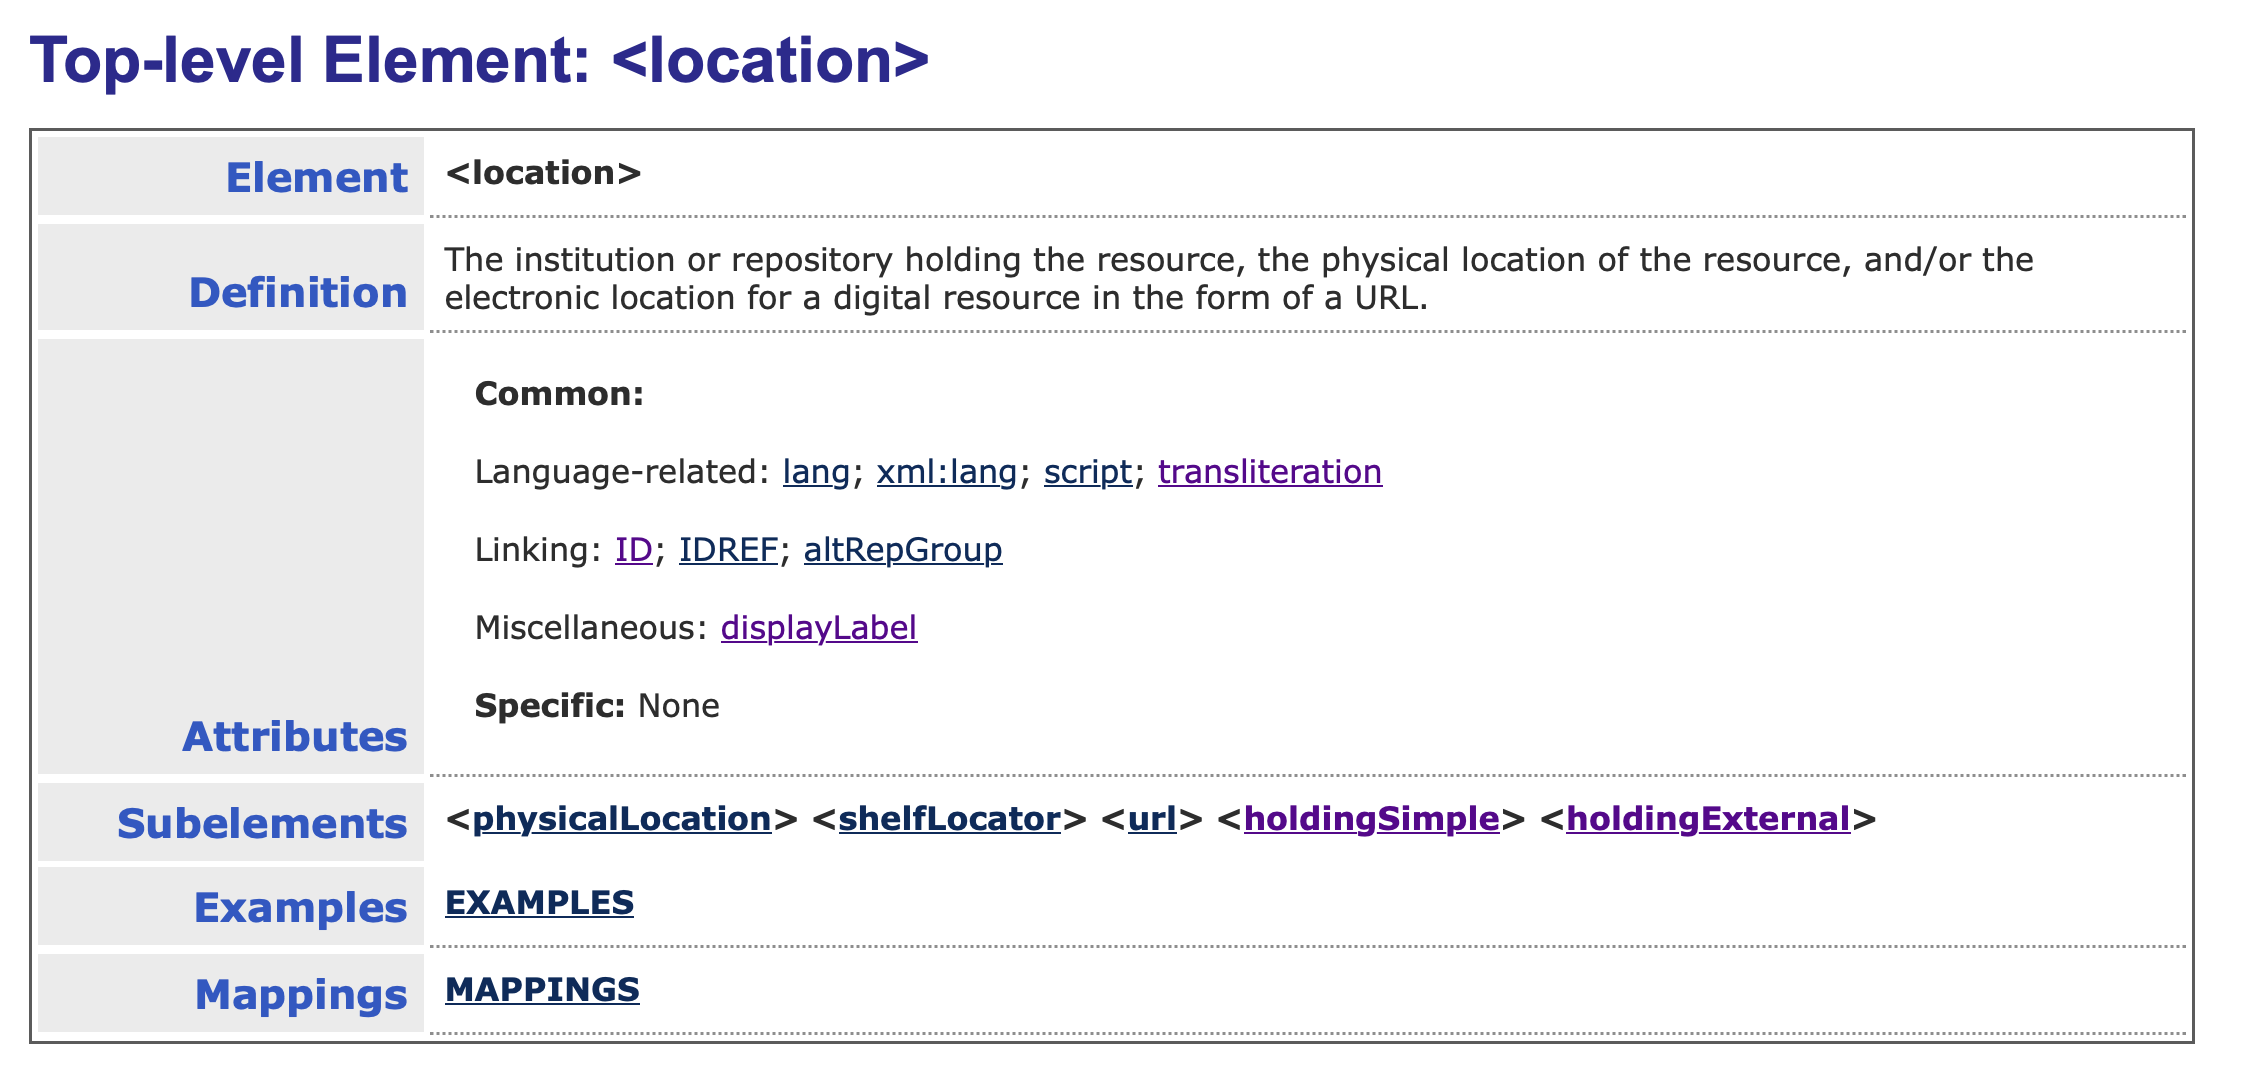 Top-level Element: <location>
Element <location>
Definition The institution or repository holding the resource, the physical location of the resource, and/or the
electronic location for a digital resource in the form of a URL.
Attributes
Common:
Language-related: lang; xml:lang; script; transliteration
Linking: ID; IDREF; altRepGroup
Miscellaneous: displayLabel
Specific: None
Subelements <physicalLocation> <shelfLocator> <url> <holdingSimple> <holdingExternal>
Examples EXAMPLES
Mappings MAPPINGS